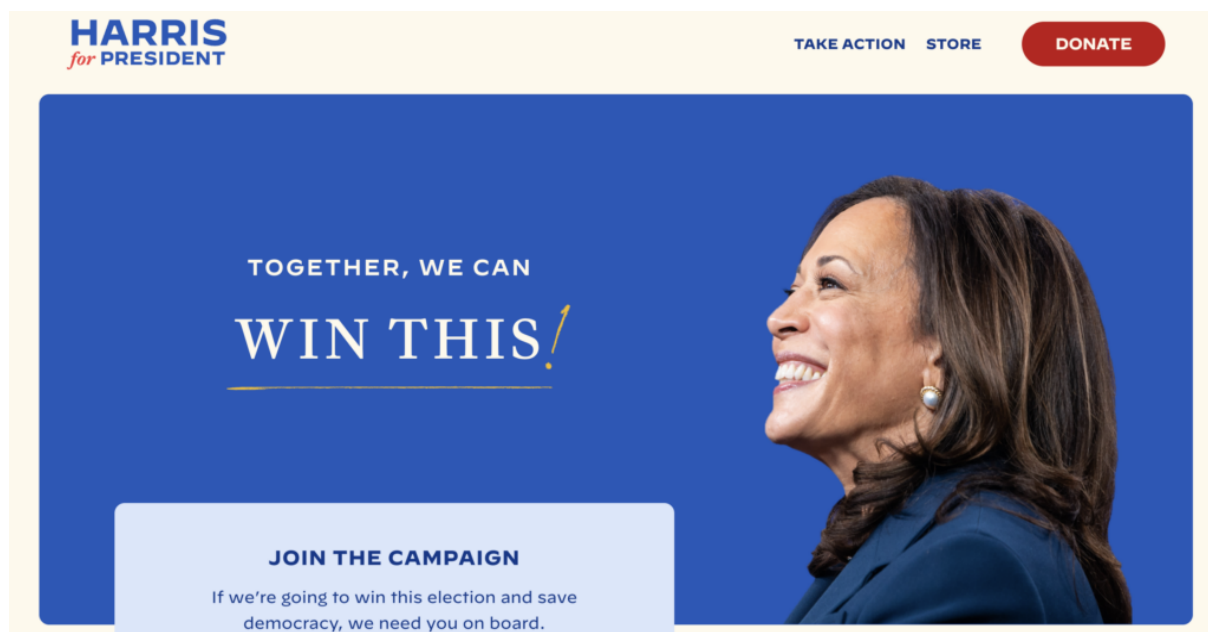 HARRIS
for PRESIDENT
TAKE ACTION STORE DONATE
TOGETHER, WE CAN
WIN THIS!
JOIN THE CAMPAIGN
If we’re going to win this election and save
democracy, we need you on board.